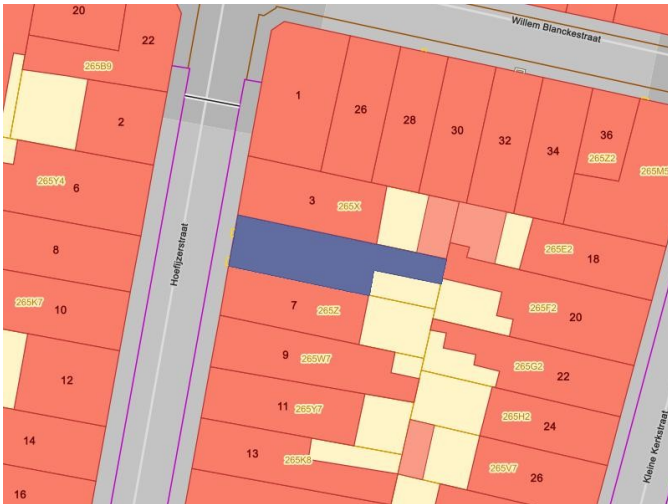 20
22
Willem Blanckestraat
265B9
2
1
26
28
30
32
34
36
265Z2
265M5
265Y4 6
3 265X
265E2
18
8
Hoefijzerstraat
7 265Z
265F2 20
265K7 10
9 265W7
265G2
22
12
11 265Y7
265H2
24
14
13
265K8
265V7
26
16
Kleine Kerkstraat